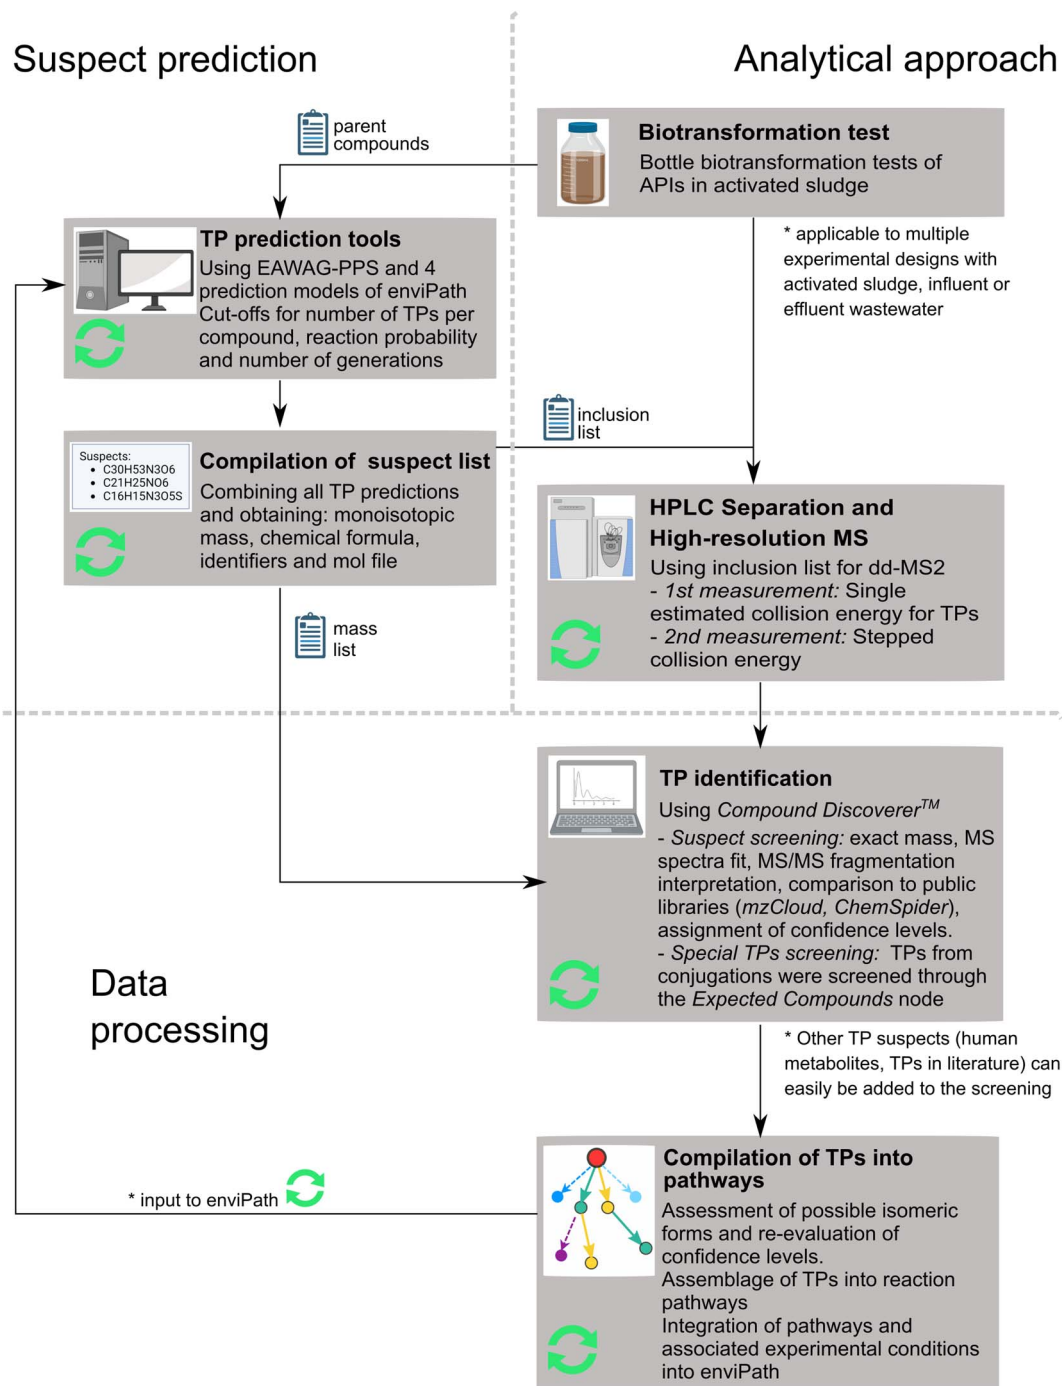 Suspect prediction
Analytical approach
parent
compounds
Biotransformation test
Bottle biotransformation tests of
APIs in activated sludge
TP prediction tools
Using EAWAG-PPS and 4
prediction models of enviPath
Cut-offs for number of TPs per
compound, reaction probability
and number of generations
* applicable to multiple
experimental designs with
activated sludge, influent or
effluent wastewater
inclusion
list
Suspects:
• C30H53N3O6
• C21H25NO6
• C16H15N3O5S
Compilation of suspect list
Combining all TP predictions
and obtaining: monoisotopic
mass, chemical formula,
identifiers and mol file
HPLC Separation and
High-resolution MS
Using inclusion list for dd-MS2
- 1st measurement: Single
estimated collision energy for TPs
- 2nd measurement: Stepped
collision energy
mass
list
TP identification
Using Compound Discoverer™
- Suspect screening: exact mass, MS
spectra fit, MS/MS fragmentation
interpretation, comparison to public
libraries (mzCloud, ChemSpider),
assignment of confidence levels.
- Special TPs screening: TPs from
conjugations were screened through
the Expected Compounds node
Data
processing
* Other TP suspects (human
metabolites, TPs in literature) can
easily be added to the screening
* input to enviPath
Compilation of TPs into
pathways
Assessment of possible isomeric
forms and re-evaluation of
confidence levels.
Assemblage of TPs into reaction
pathways
Integration of pathways and
associated experimental conditions
into enviPath